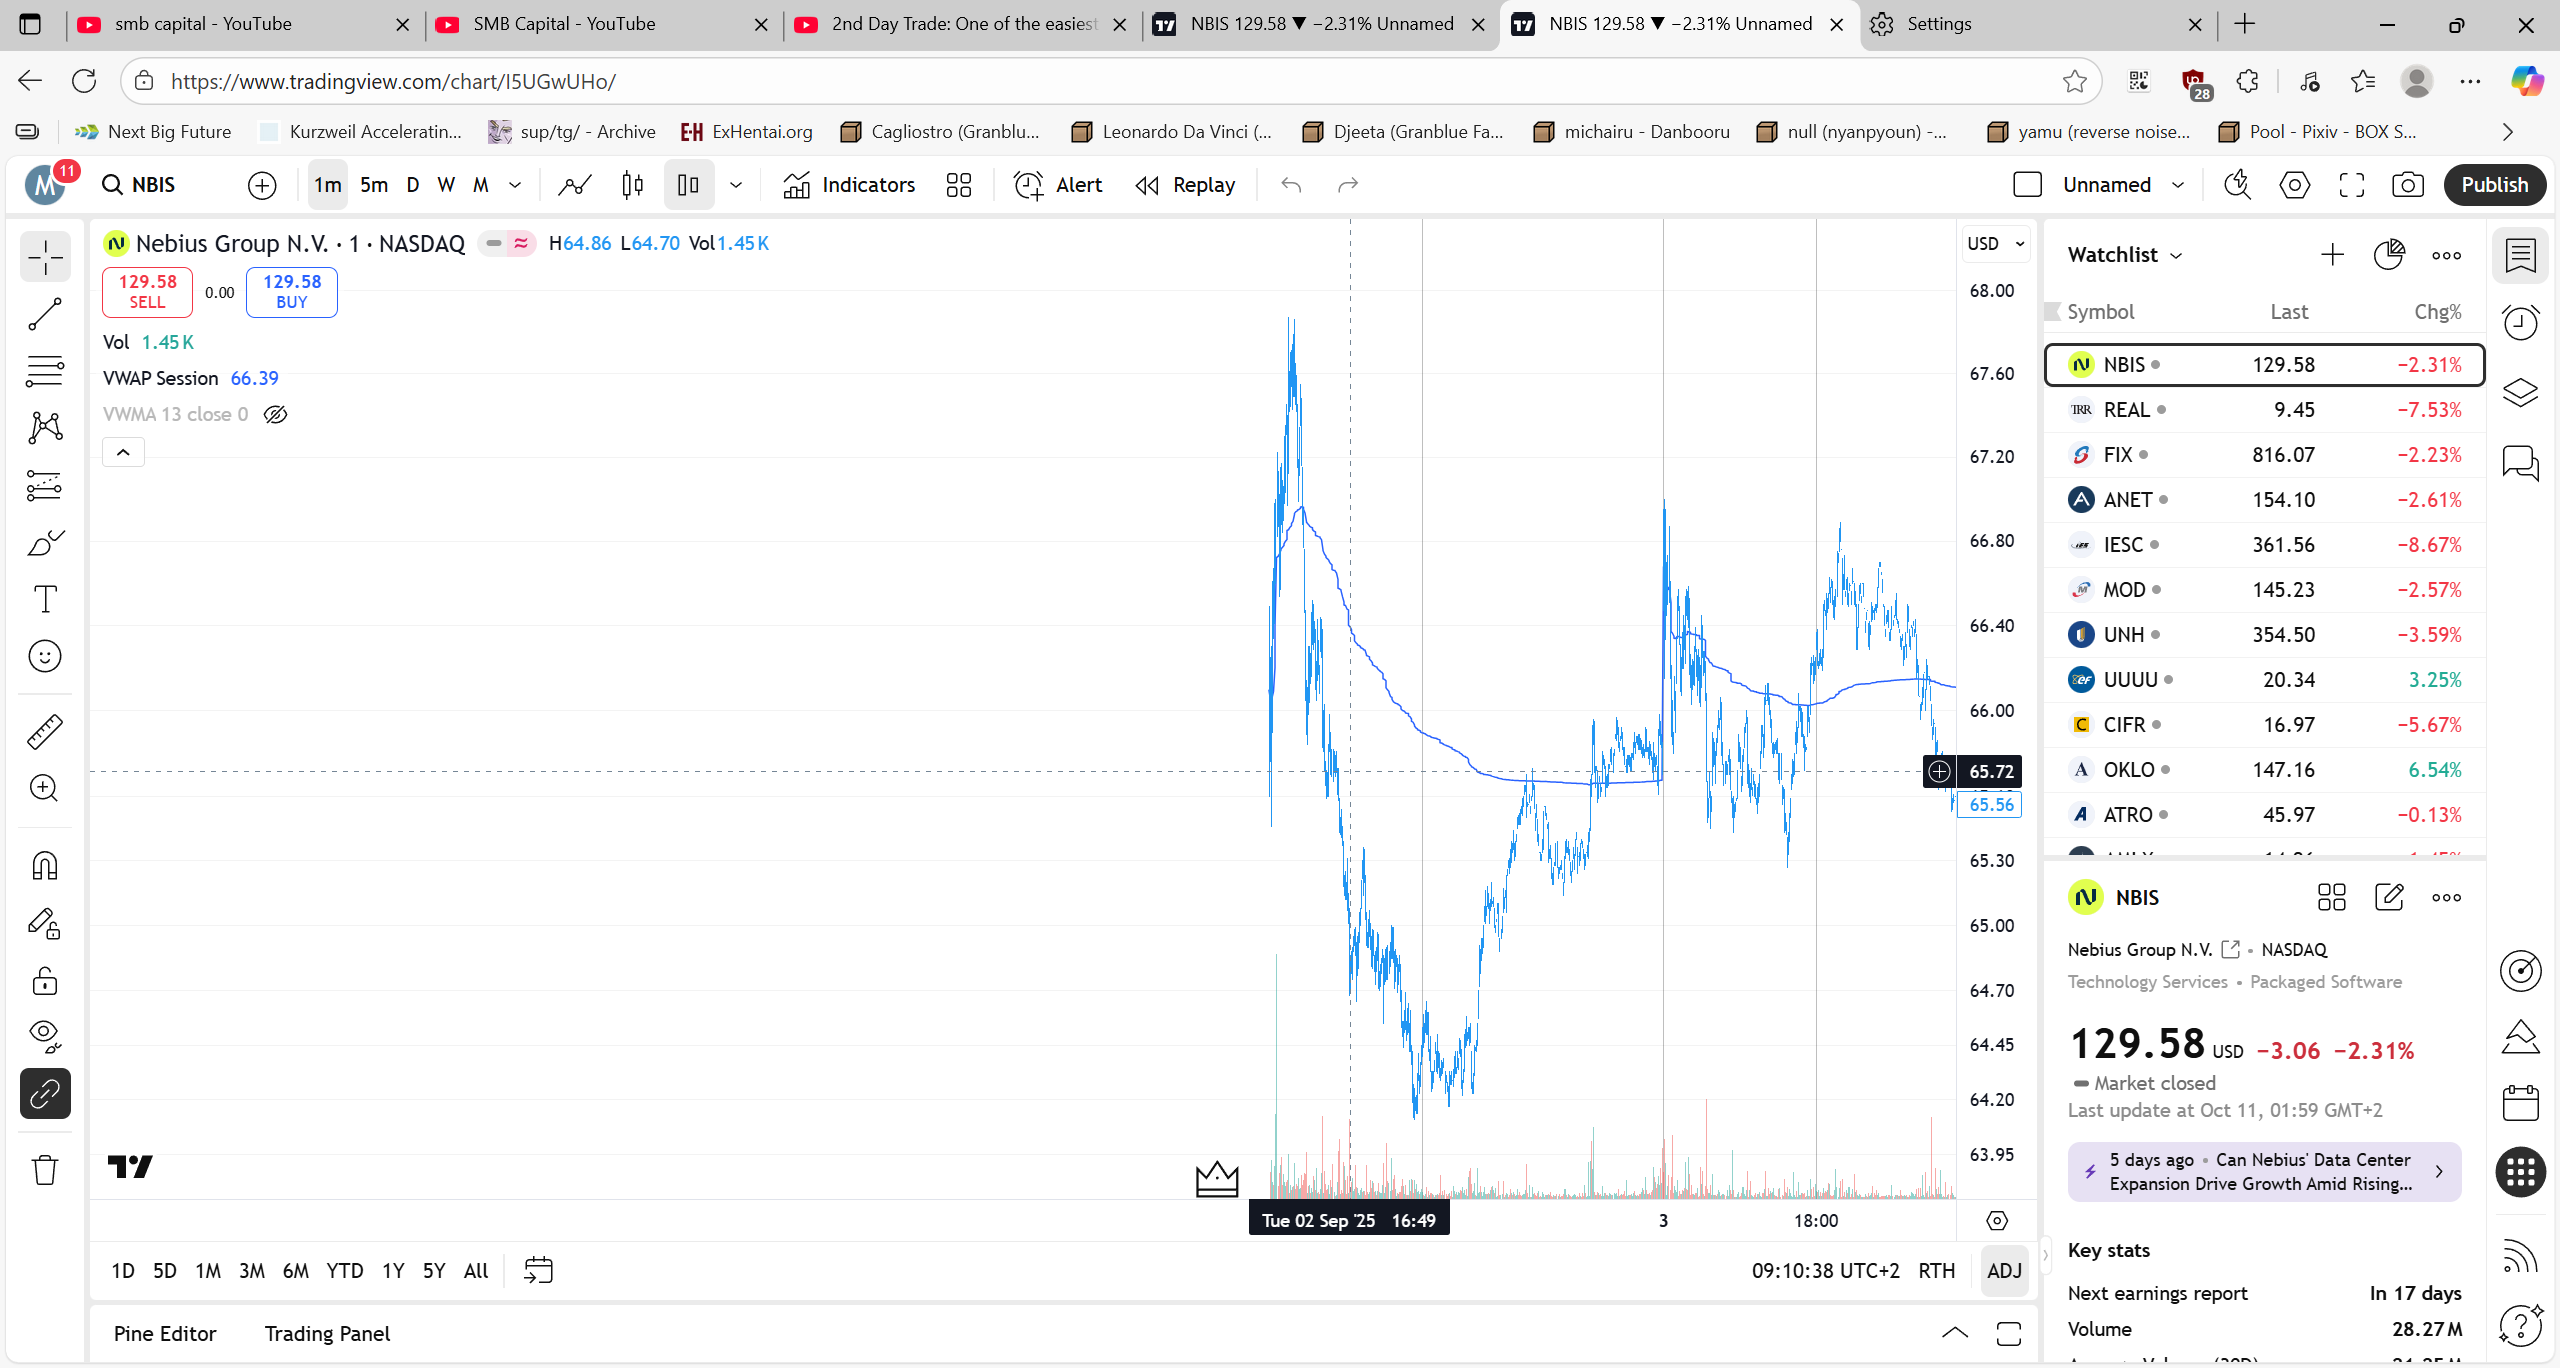 smb capital - YouTube
SMB Capital - YouTube
2nd Day Trade: One of the easiest
NBIS 129.58 ▼ −2.31% Unnamed
NBIS 129.58 ▼ −2.31% Unnamed
Settings
https://www.tradingview.com/chart/I5UGwUHo/
28
Next Big Future
Kurzweil Acceleratin...
sup/tg/ - Archive
EH ExHentai.org
Cagliostro (Granblu...
Leonardo Da Vinci (...
Djeeta (Granblue Fa...
michairu - Danbooru
null (nyanpyoun) -...
yamu (reverse noise...
Pool - Pixiv - BOX S...
M 11
NBIS
1m 5m D W M
Indicators
Alert
Replay
Unnamed
Publish
Nebius Group N.V. · 1 · NASDAQ H64.86 L64.70 Vol1.45 K
129.58 SELL
0.00
129.58 BUY
Vol 1.45 K
VWAP Session 66.39
VWMA 13 close 0
USD
68.00
67.60
67.20
66.80
66.40
66.00
65.72
65.56
65.30
65.00
64.70
64.45
64.20
63.95
Tue 02 Sep '25 16:49
3
18:00
1D 5D 1M 3M 6M YTD 1Y 5Y All
09:10:38 UTC+2 RTH ADJ
Pine Editor
Trading Panel
Watchlist
Symbol Last Chg%
NBIS 129.58 −2.31%
TRR REAL 9.45 −7.53%
FIX 816.07 −2.23%
ANET 154.10 −2.61%
IESC 361.56 −8.67%
MOD 145.23 −2.57%
UNH 354.50 −3.59%
UUUU 20.34 3.25%
CIFR 16.97 −5.67%
OKLO 147.16 6.54%
ATRO 45.97 −0.13%
NBIS
Nebius Group N.V. • NASDAQ
Technology Services • Packaged Software
129.58 USD −3.06 −2.31%
Market closed
Last update at Oct 11, 01:59 GMT+2
5 days ago • Can Nebius' Data Center
Expansion Drive Growth Amid Rising...
Key stats
Next earnings report In 17 days
Volume 28.27 M